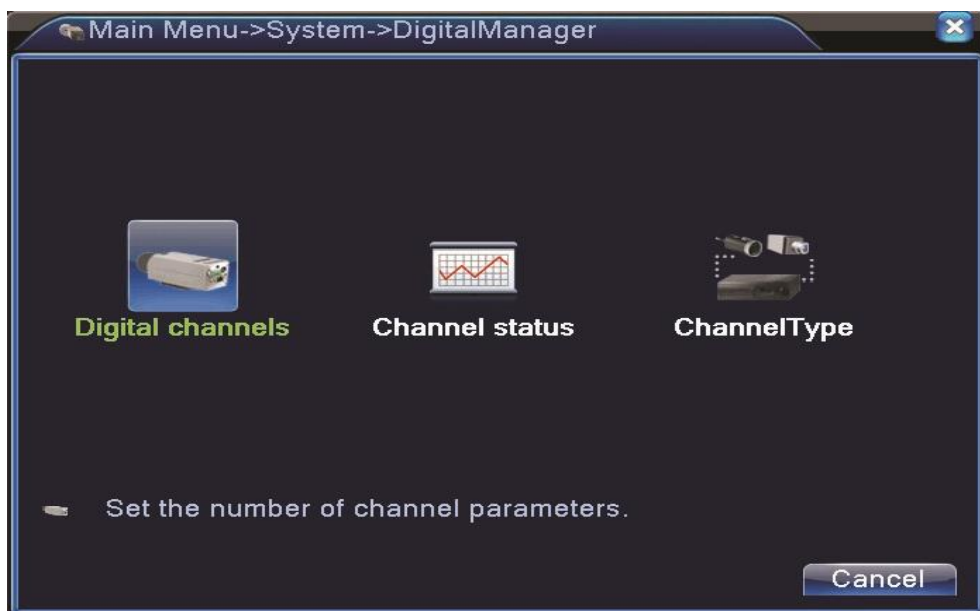 Main Menu->System->DigitalManager
Digital channels
Channel status
ChannelType
Set the number of channel parameters.
Cancel